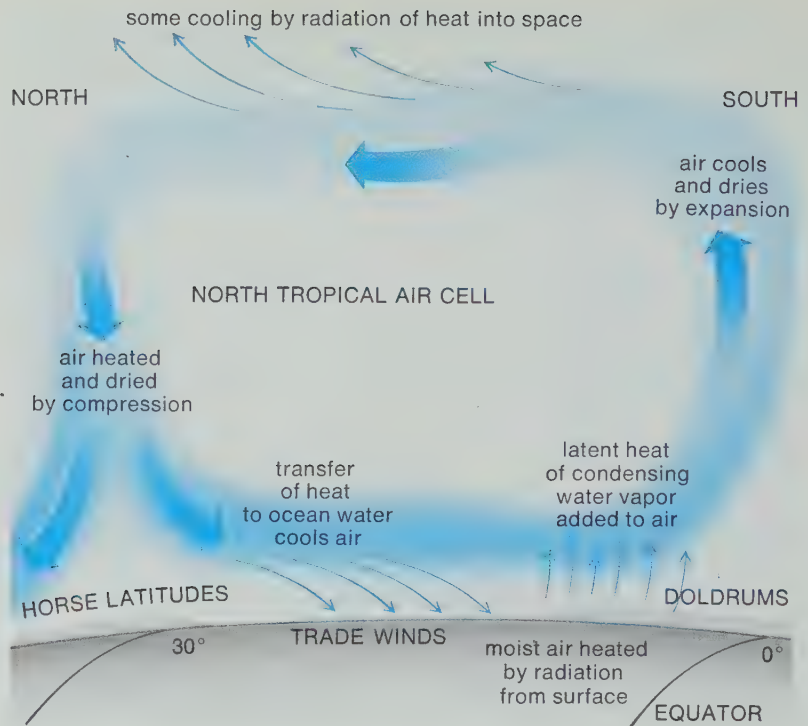 some cooling by radiation of heat into space
NORTH
SOUTH
air cools
and dries
by expansion
NORTH TROPICAL AIR CELL
air heated
and dried
by compression
transfer
of heat
to ocean water
cools air
latent heat
of condensing
water vapor
added to air
HORSE LATITUDES
DOLDRUMS
30°
TRADE WINDS
0°
moist air heated
by radiation
from surface
EQUATOR